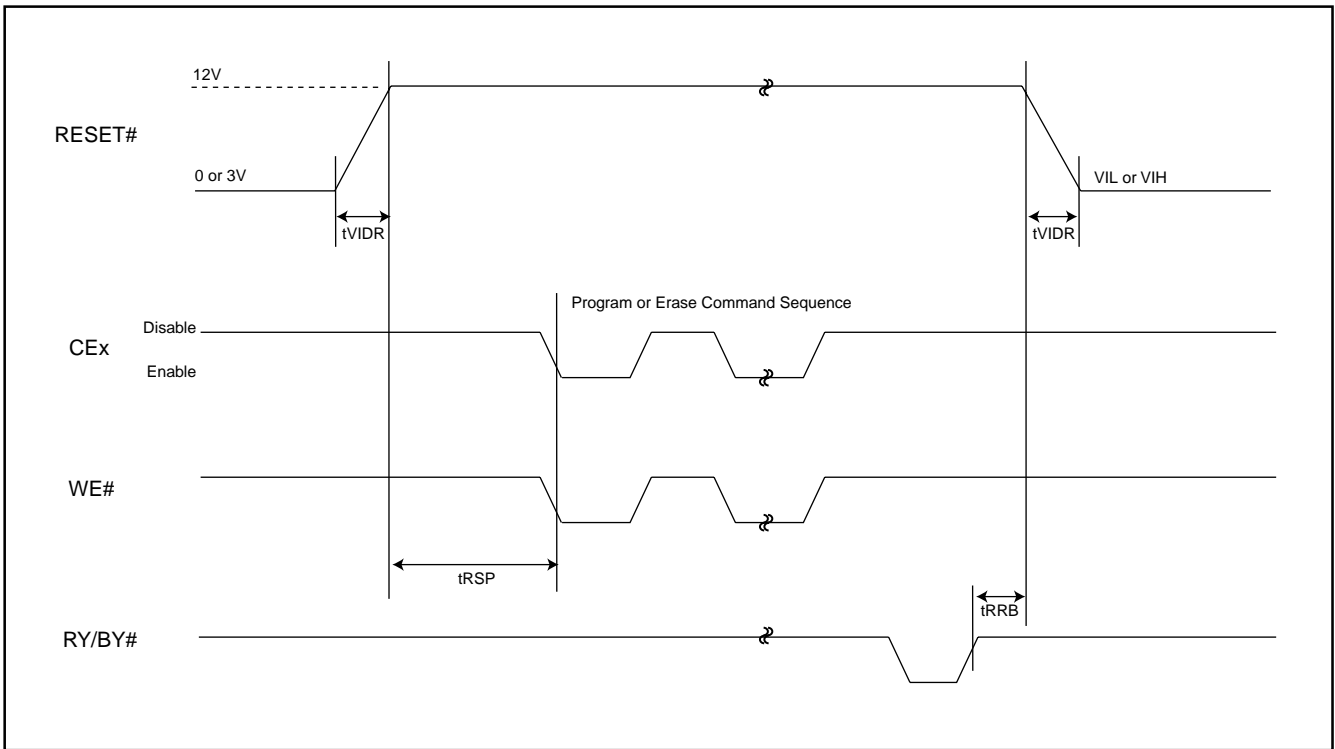 12V
RESET#
0 or 3V
VIL or VIH
tVIDR
tVIDR
Program or Erase Command Sequence
Disable
CEx
Enable
WE#
tRSP
tRRB
RY/BY#